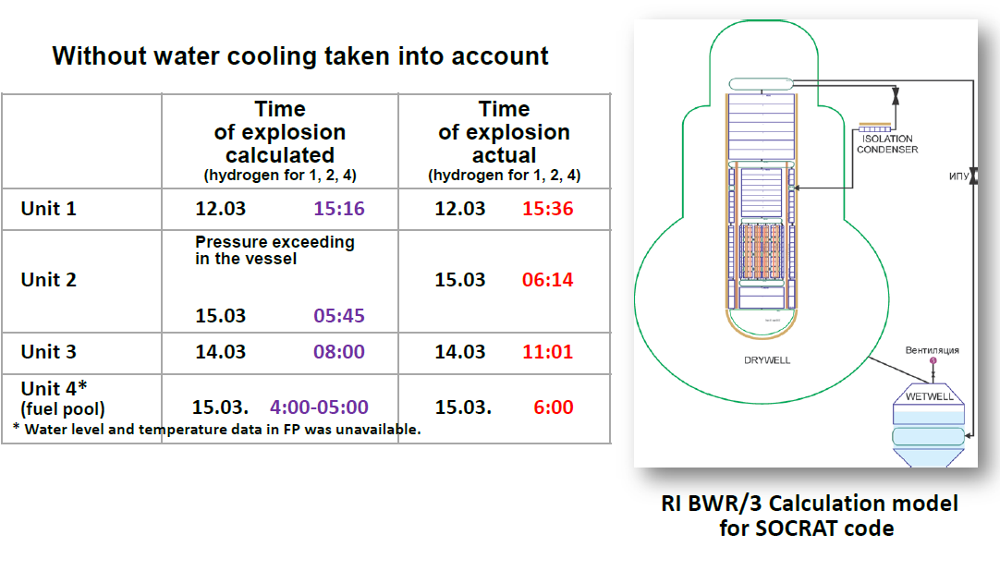 Without water cooling taken into account
Time
of explosion
calculated
(hydrogen for 1, 2, 4)
Time
of explosion
actual
(hydrogen for 1, 2, 4)
Unit 1
12.03 15:16
12.03 15:36
Unit 2
Pressure exceeding
in the vessel
15.03 05:45
15.03 06:14
Unit 3
14.03 08:00
14.03 11:01
Unit 4*
(fuel pool)
15.03. 4:00-05:00
15.03. 6:00
* Water level and temperature data in FP was unavailable.
ISOLATION
CONDENSER
ИПУ
DRYWELL
Вентиляция
WETWELL
RI BWR/3 Calculation model
for SOCRAT code